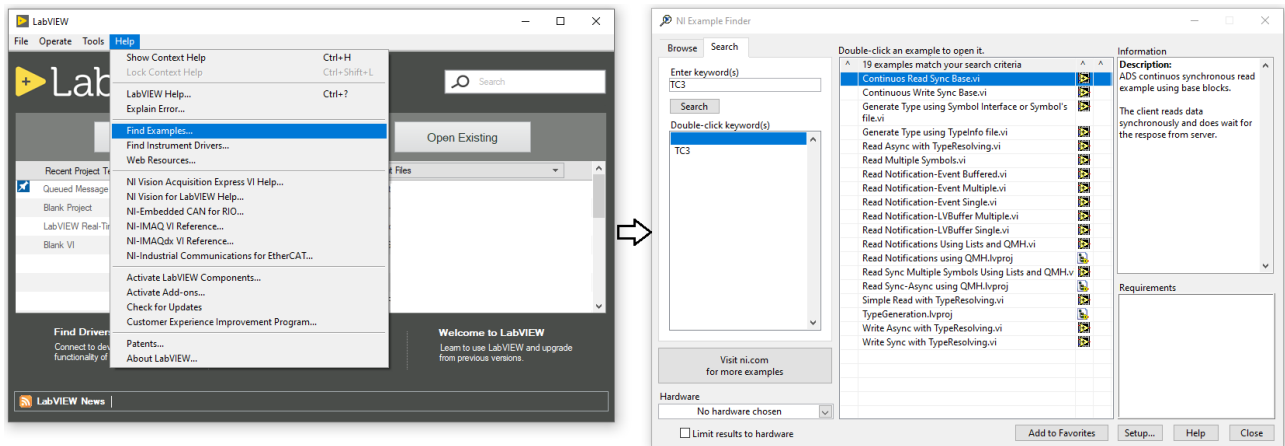 LabVIEW
File Operate Tools Help
Show Context Help Ctrl+H
Lock Context Help Ctrl+Shift+L
LabVIEW Help... Ctrl+?
Explain Error...
Find Examples...
Find Instrument Drivers...
Web Resources...
NI Vision Acquisition Express VI Help...
NI Vision for LabVIEW Help...
NI-Embedded CAN for RIO...
NI-IMAQ VI Reference...
NI-IMAQdx VI Reference...
NI-Industrial Communications for EtherCAT...
Activate LabVIEW Components...
Activate Add-ons...
Check for Updates
Customer Experience Improvement Program...
Patents...
About LabVIEW...
Lab
Search
Open Existing
Recent Project Te
t Files
Queued Message
Blank Project
LabVIEW Real-Tim
Blank VI
Find Driver
Connect to dev
functionality of
Welcome to LabVIEW
Learn to use LabVIEW and upgrade
from previous versions.
LabVIEW News
NI Example Finder
Browse Search
Enter keyword(s)
TC3
Search
Double-click keyword(s)
TC3
Visit ni.com
for more examples
Hardware
No hardware chosen
Limit results to hardware
Double-click an example to open it.
19 examples match your search criteria
Continuos Read Sync Base.vi
Continuous Write Sync Base.vi
Generate Type using Symbol Interface or Symbol's
file.vi
Generate Type using TypeInfo file.vi
Read Async with TypeResolving.vi
Read Multiple Symbols.vi
Read Notification-Event Buffered.vi
Read Notification-Event Multiple.vi
Read Notification-Event Single.vi
Read Notification-LVBuffer Multiple.vi
Read Notification-LVBuffer Single.vi
Read Notifications Using Lists and QMH.vi
Read Notifications using QMH.lvproj
Read Sync Multiple Symbols Using Lists and QMH.v
Read Sync-Async using QMH.lvproj
Simple Read with TypeResolving.vi
TypeGeneration.lvproj
Write Async with TypeResolving.vi
Write Sync with TypeResolving.vi
Information
Description:
ADS continuos synchronous read
example using base blocks.
The client reads data
synchronously and does wait for
the respose from server.
Requirements
Add to Favorites Setup... Help Close